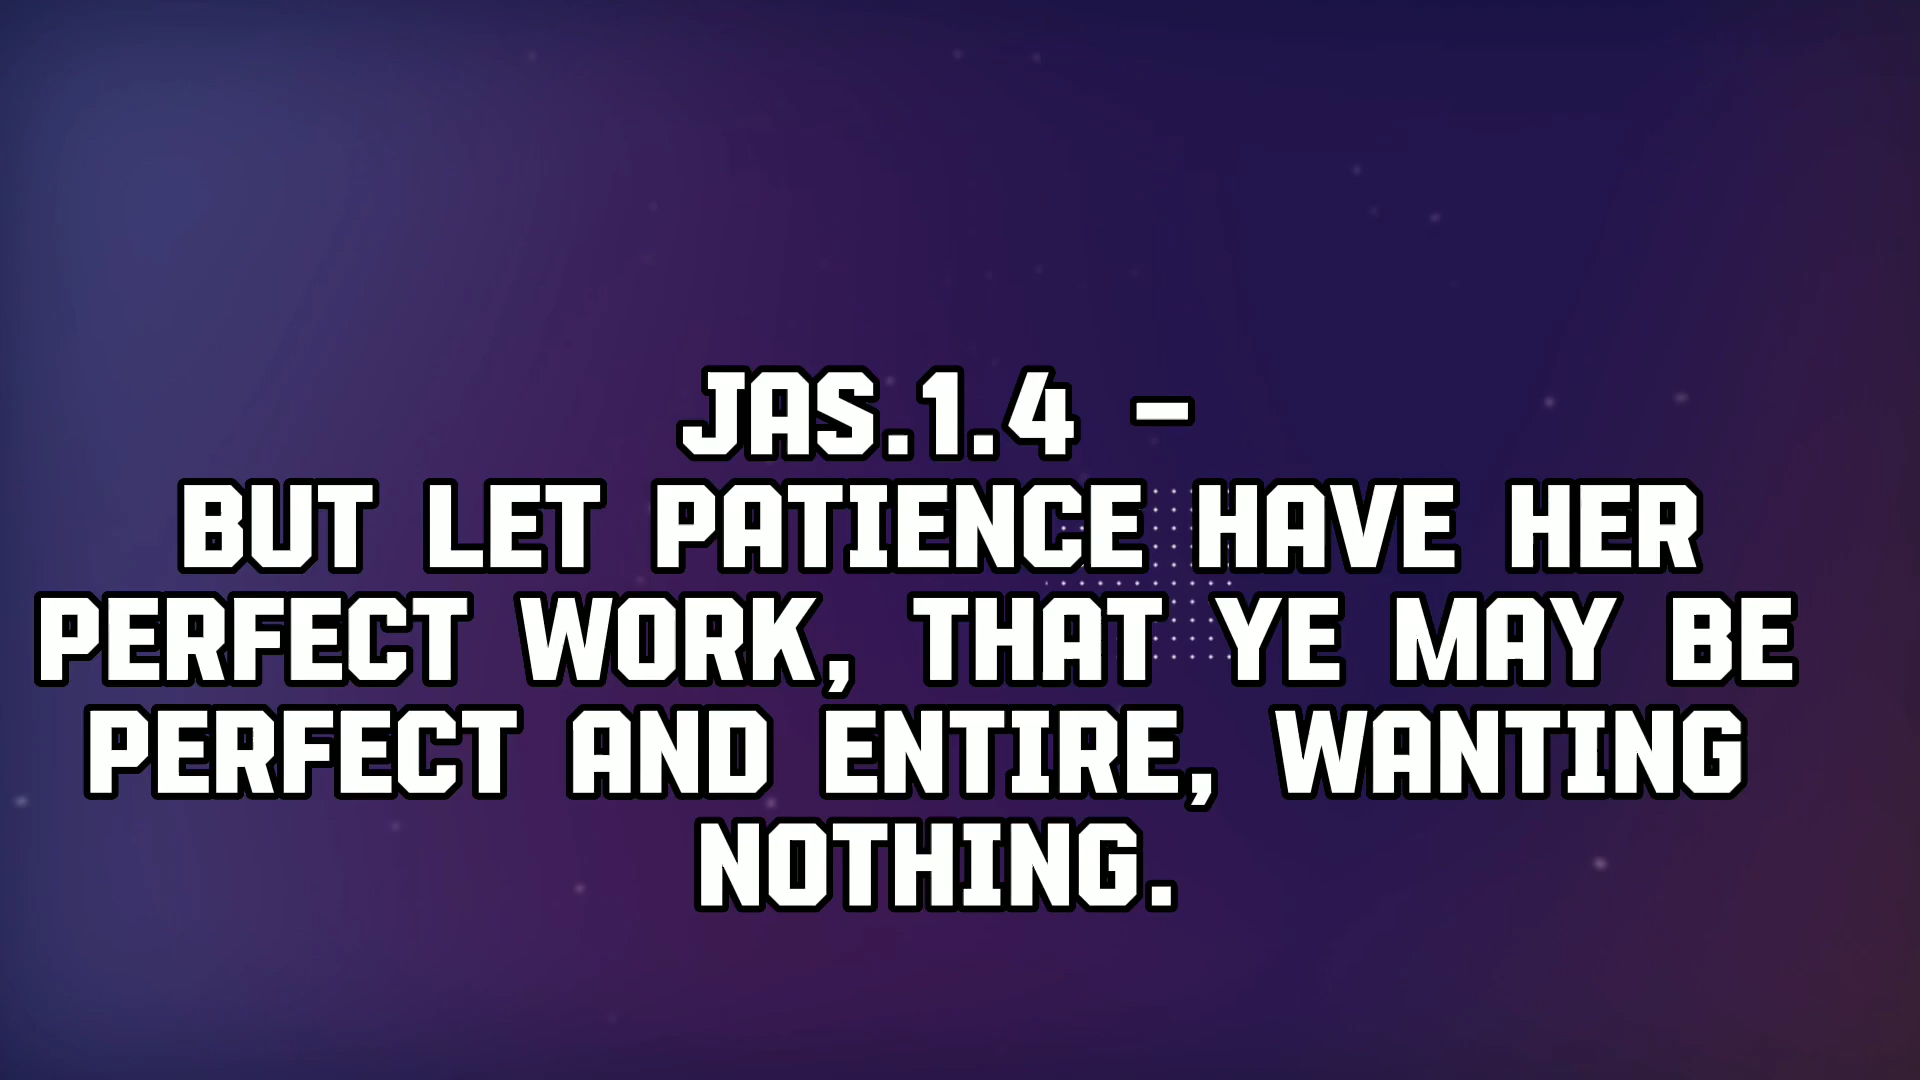 JAS.1.4 -
BUT LET PATIENCE HAVE HER
PERFECT WORK, THAT YE MAY BE
PERFECT AND ENTIRE, WANTING
NOTHING.